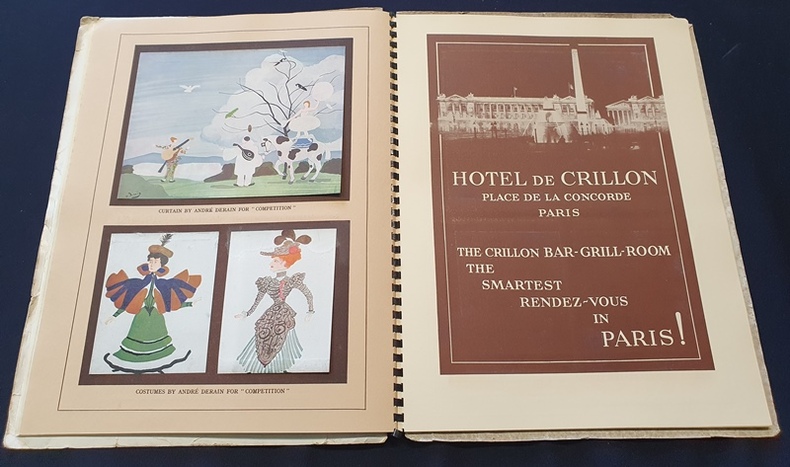 CURTAIN BY ANDRÉ DERAIN FOR "COMPETITION"
COSTUMES BY ANDRÉ DERAIN FOR "COMPETITION"
HOTEL DE CRILLON
PLACE DE LA CONCORDE
PARIS
THE CRILLON BAR-GRILL-ROOM
THE
SMARTEST
RENDEZ-VOUS
IN
PARIS!